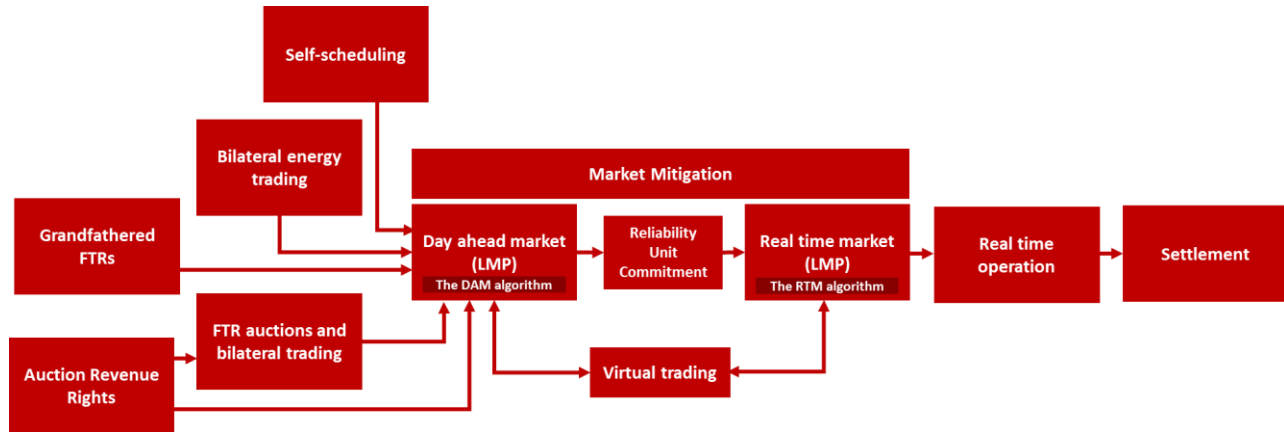 Self-scheduling
Bilateral energy
trading
Market Mitigation
Grandfathered
FTRs
Day ahead market
(LMP)
The DAM algorithm
Reliability
Unit
Commitment
Real time market
(LMP)
The RTM algorithm
Real time
operation
Settlement
FTR auctions and
bilateral trading
Auction Revenue
Rights
Virtual trading